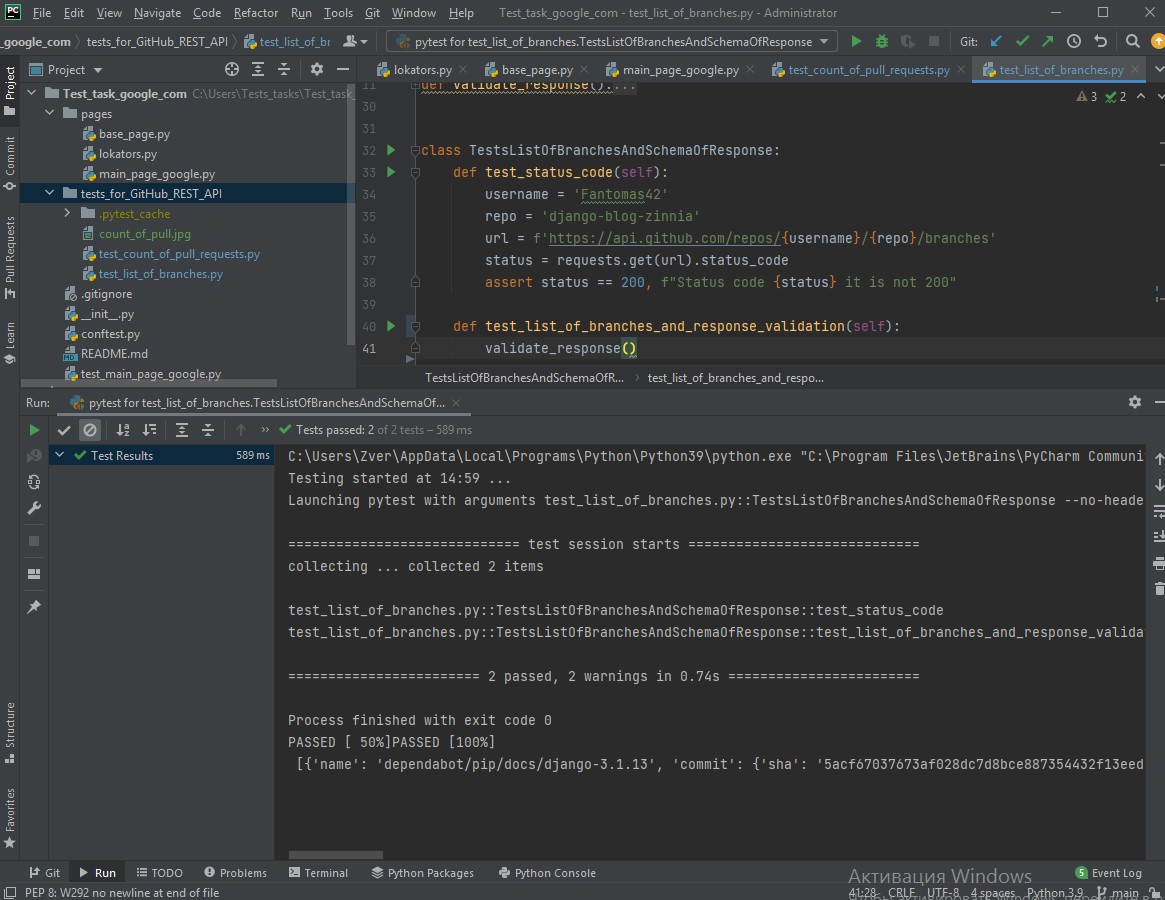 PC File Edit View Navigate Code Refactor Run Tools Git Window Help Test_task_google_com - test_list_of_branches.py - Administrator
_google_com tests_for_GitHub_REST_API test_list_of_br pytest for test_list_of_branches.TestsListOfBranchesAndSchemaOfResponse Git:
Project
lokators.py base_page.py main_page_google.py test_count_of_pull_requests.py test_list_of_branches.py
Project
Commit
Pull Requests
Learn
Structure
Favorites
Test_task_google_com C:\Users\Tests_tasks\Test_task_
pages
base_page.py
lokators.py
main_page_google.py
tests_for_GitHub_REST_API
.pytest_cache
count_of_pull.jpg
test_count_of_pull_requests.py
test_list_of_branches.py
.gitignore
__init__.py
conftest.py
README.md
test_main_page_google.py
11 def validate_response():...
3 2
30
31
32 class TestsListOfBranchesAndSchemaOfResponse:
33 def test_status_code(self):
34 username = 'Fantomas42'
35 repo = 'django-blog-zinnia'
36 url = f'https://api.github.com/repos/{username}/{repo}/branches'
37 status = requests.get(url).status_code
38 assert status == 200, f"Status code {status} it is not 200"
39
40 def test_list_of_branches_and_response_validation(self):
41 validate_response()
TestsListOfBranchesAndSchemaOfR... test_list_of_branches_and_respo...
Run: pytest for test_list_of_branches.TestsListOfBranchesAndSchemaOf...
Tests passed: 2 of 2 tests – 589 ms
Test Results 589 ms
C:\Users\Zver\AppData\Local\Programs\Python\Python39\python.exe "C:\Program Files\JetBrains\PyCharm Communi
Testing started at 14:59 ...
Launching pytest with arguments test_list_of_branches.py::TestsListOfBranchesAndSchemaOfResponse --no-heade
============================= test session starts =============================
collecting ... collected 2 items
test_list_of_branches.py::TestsListOfBranchesAndSchemaOfResponse::test_status_code
test_list_of_branches.py::TestsListOfBranchesAndSchemaOfResponse::test_list_of_branches_and_response_valida
======================== 2 passed, 2 warnings in 0.74s ========================
Process finished with exit code 0
PASSED [ 50%]PASSED [100%]
[{'name': 'dependabot/pip/docs/django-3.1.13', 'commit': {'sha': '5acf67037673af028dc7d8bce887354432f13eed
Git Run TODO Problems Terminal Python Packages Python Console 5 Event Log
Активация Windows
PEP 8: W292 no newline at end of file 41:28 CRLF UTF-8 4 spaces Python 3.9 main